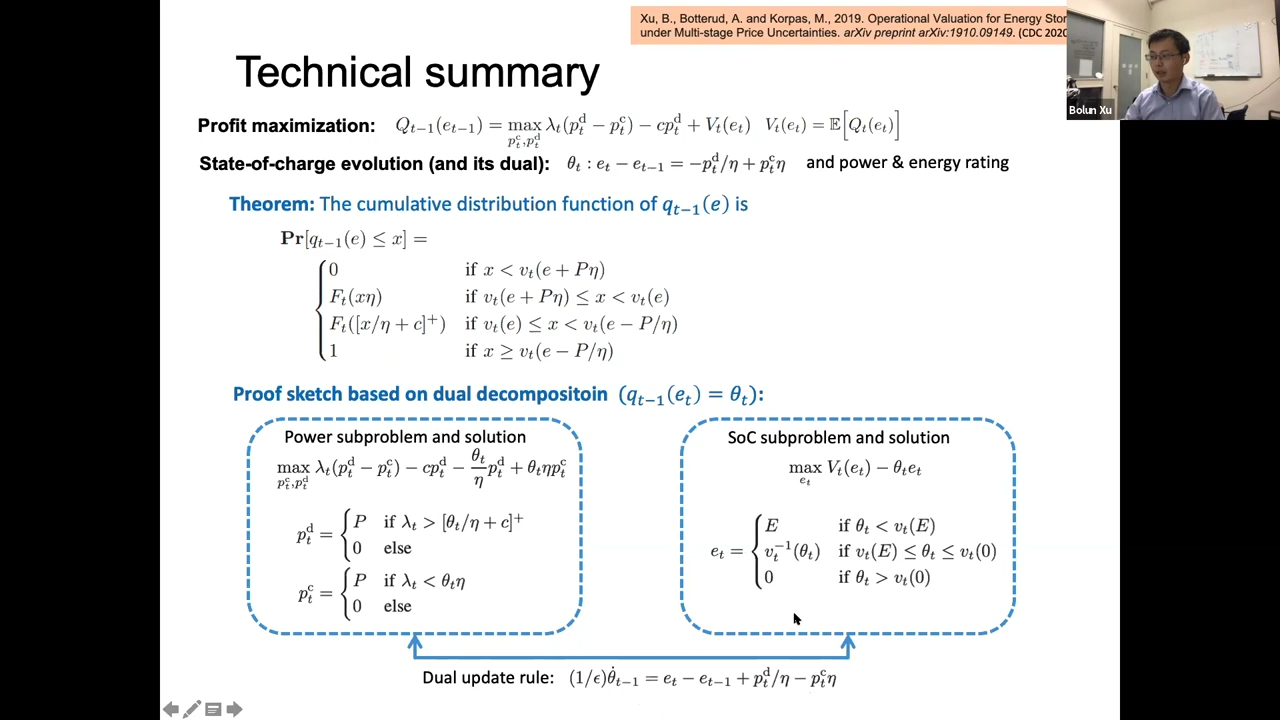 Xu, B., Botterud, A. and Korpas, M., 2019. Operational Valuation for Energy Stor
under Multi-stage Price Uncertainties. arXiv preprint arXiv:1910.09149. (CDC 2020
Bolun Xu
Technical summary
Profit maximization: Q_{t−1}(e_{t−1}) = max_{p_t^c, p_t^d} λ_t(p_t^d − p_t^c) − cp_t^d + V_t(e_t) V_t(e_t) = 𝔼[Q_t(e_t)]
State-of-charge evolution (and its dual): θ_t : e_t − e_{t−1} = −p_t^d/η + p_t^c η and power & energy rating
Theorem: The cumulative distribution function of q_{t−1}(e) is
Pr[q_{t−1}(e) ≤ x] =
0 if x < v_t(e + Pη)
F_t(xη) if v_t(e + Pη) ≤ x < v_t(e)
F_t([x/η + c]^+) if v_t(e) ≤ x < v_t(e − P/η)
1 if x ≥ v_t(e − P/η)
Proof sketch based on dual decompositoin (q_{t−1}(e_t) = θ_t):
Power subproblem and solution
max_{p_t^c, p_t^d} λ_t(p_t^d − p_t^c) − cp_t^d − θ_t/η p_t^d + θ_t η p_t^c
p_t^d = { P if λ_t > [θ_t/η + c]^+
0 else
p_t^c = { P if λ_t < θ_t η
0 else
SoC subproblem and solution
max_{e_t} V_t(e_t) − θ_t e_t
e_t = { E if θ_t < v_t(E)
v_t^{−1}(θ_t) if v_t(E) ≤ θ_t ≤ v_t(0)
0 if θ_t > v_t(0)
Dual update rule: (1/ϵ)θ̇_{t−1} = e_t − e_{t−1} + p_t^d/η − p_t^c η